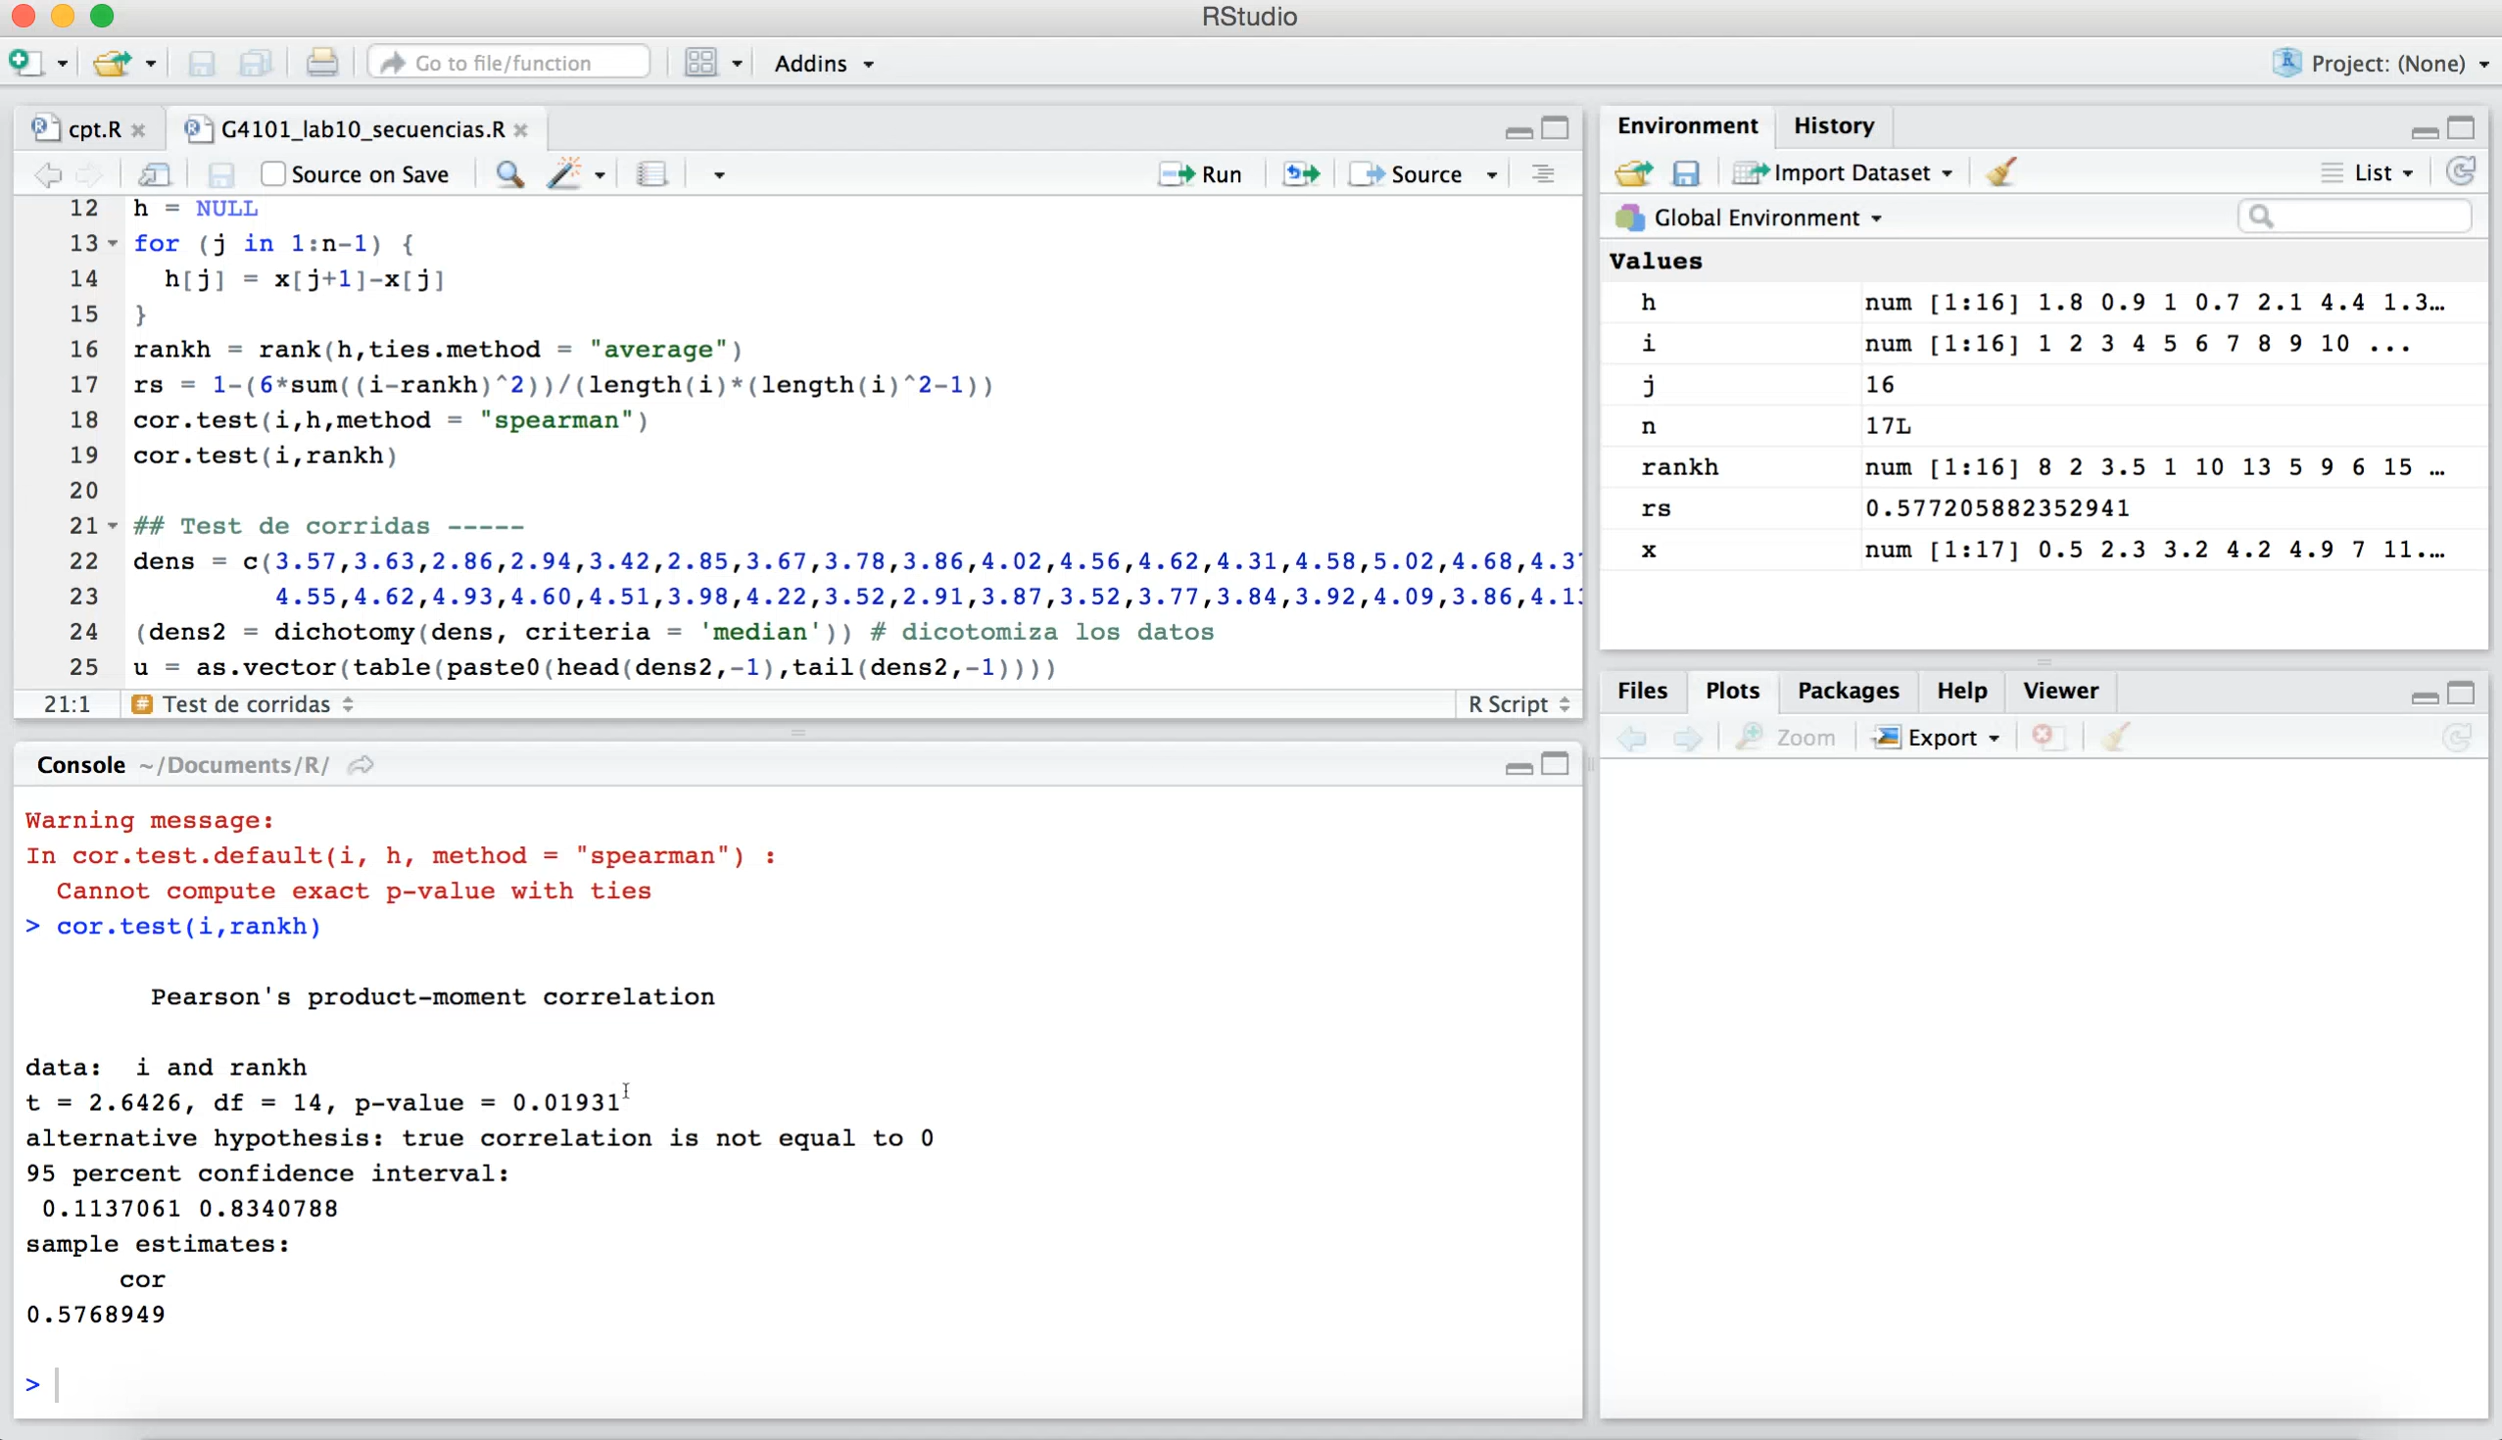 RStudio
Go to file/function
Addins
Project: (None)
cpt.R
G4101_lab10_secuencias.R
Source on Save
Run
Source
12 h = NULL
13 for (j in 1:n-1) {
14 h[j] = x[j+1]-x[j]
15 }
16 rankh = rank(h,ties.method = "average")
17 rs = 1-(6*sum((i-rankh)^2))/(length(i)*(length(i)^2-1))
18 cor.test(i,h,method = "spearman")
19 cor.test(i,rankh)
20
21 ## Test de corridas -----
22 dens = c(3.57,3.63,2.86,2.94,3.42,2.85,3.67,3.78,3.86,4.02,4.56,4.62,4.31,4.58,5.02,4.68,4.37
23 4.55,4.62,4.93,4.60,4.51,3.98,4.22,3.52,2.91,3.87,3.52,3.77,3.84,3.92,4.09,3.86,4.13
24 (dens2 = dichotomy(dens, criteria = 'median')) # dicotomiza los datos
25 u = as.vector(table(paste0(head(dens2,-1),tail(dens2,-1))))
21:1
Test de corridas
R Script
Console ~/Documents/R/
Warning message:
In cor.test.default(i, h, method = "spearman") :
Cannot compute exact p-value with ties
> cor.test(i,rankh)
Pearson's product-moment correlation
data: i and rankh
t = 2.6426, df = 14, p-value = 0.01931
alternative hypothesis: true correlation is not equal to 0
95 percent confidence interval:
0.1137061 0.8340788
sample estimates:
cor
0.5768949
>
Environment
History
Import Dataset
List
Global Environment
Values
h num [1:16] 1.8 0.9 1 0.7 2.1 4.4 1.3…
i num [1:16] 1 2 3 4 5 6 7 8 9 10 ...
j 16
n 17L
rankh num [1:16] 8 2 3.5 1 10 13 5 9 6 15 …
rs 0.577205882352941
x num [1:17] 0.5 2.3 3.2 4.2 4.9 7 11.…
Files
Plots
Packages
Help
Viewer
Zoom
Export